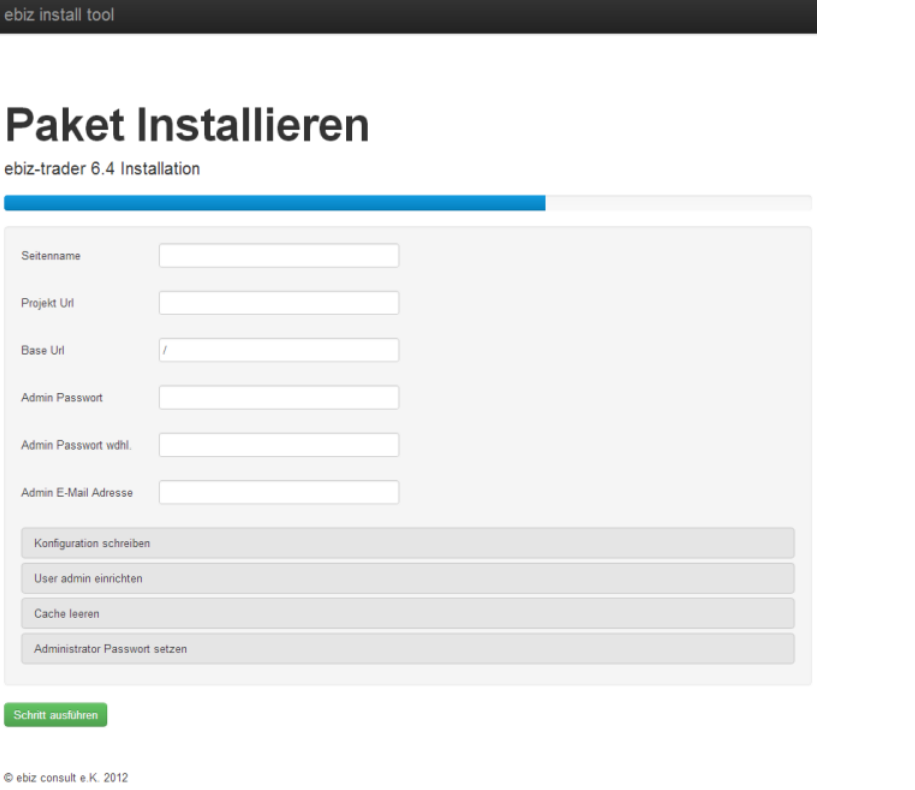 ebiz install tool
Paket Installieren
ebiz-trader 6.4 Installation
Seitenname
Projekt Url
Base Url /
Admin Passwort
Admin Passwort wdhl.
Admin E-Mail Adresse
Konfiguration schreiben
User admin einrichten
Cache leeren
Administrator Passwort setzen
Schritt ausführen
© ebiz consult e.K. 2012